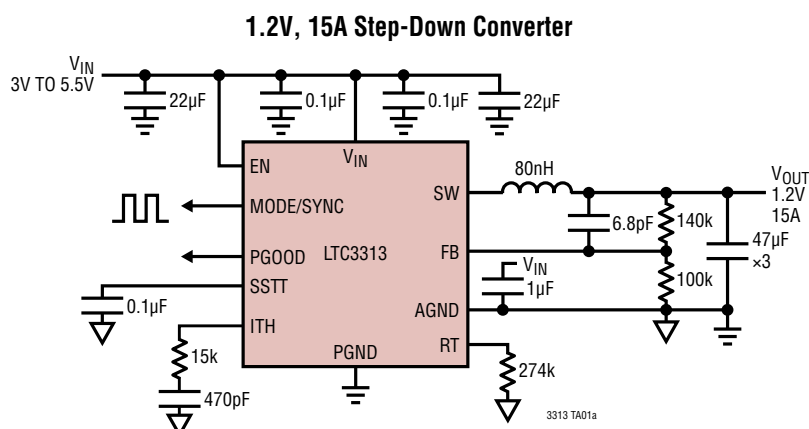 1.2V, 15A Step-Down Converter
VIN
3V TO 5.5V
22µF
0.1µF
0.1µF
22µF
VIN
EN
MODE/SYNC
PGOOD
SSTT
ITH
LTC3313
PGND
SW
FB
AGND
RT
80nH
VOUT
1.2V
15A
6.8pF
140k
47µF
×3
VIN
1µF
100k
0.1µF
15k
470pF
274k
3313 TA01a